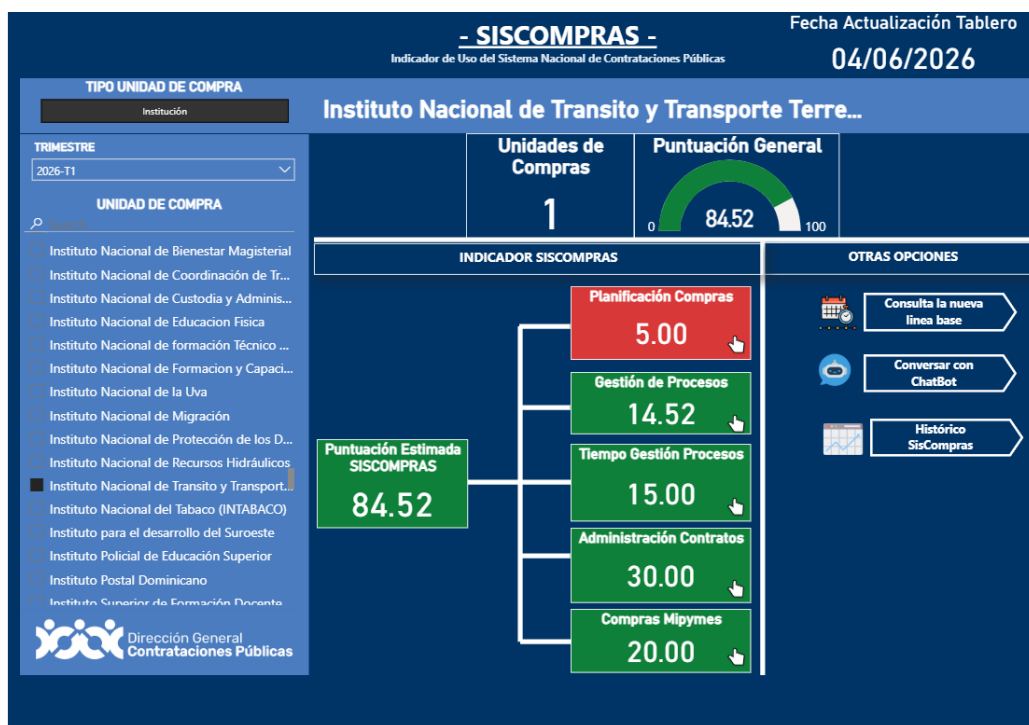 - SISCOMPRAS -
Indicador de Uso del Sistema Nacional de Contrataciones Públicas
Fecha Actualización Tablero
04/06/2026
TIPO UNIDAD DE COMPRA
Institución
Instituto Nacional de Transito y Transporte Terre...
TRIMESTRE
2026-T1
UNIDAD DE COMPRA
Search
Instituto Nacional de Bienestar Magisterial
Instituto Nacional de Coordinación de Tr...
Instituto Nacional de Custodia y Adminis...
Instituto Nacional de Educacion Fisica
Instituto Nacional de formación Técnico ...
Instituto Nacional de Formacion y Capaci...
Instituto Nacional de la Uva
Instituto Nacional de Migración
Instituto Nacional de Protección de los D...
Instituto Nacional de Recursos Hidráulicos
Instituto Nacional de Transito y Transport...
Instituto Nacional del Tabaco (INTABACO)
Instituto para el desarrollo del Suroeste
Instituto Policial de Educación Superior
Instituto Postal Dominicano
Instituto Superior de Formación Docente
Dirección General
Contrataciones Públicas
Unidades de
Compras
1
Puntuación General
0
84.52
100
INDICADOR SISCOMPRAS
Puntuación Estimada
SISCOMPRAS
84.52
Planificación Compras
5.00
Gestión de Procesos
14.52
Tiempo Gestión Procesos
15.00
Administración Contratos
30.00
Compras Mipymes
20.00
OTRAS OPCIONES
Consulta la nueva
linea base
Conversar con
ChatBot
Histórico
SisCompras